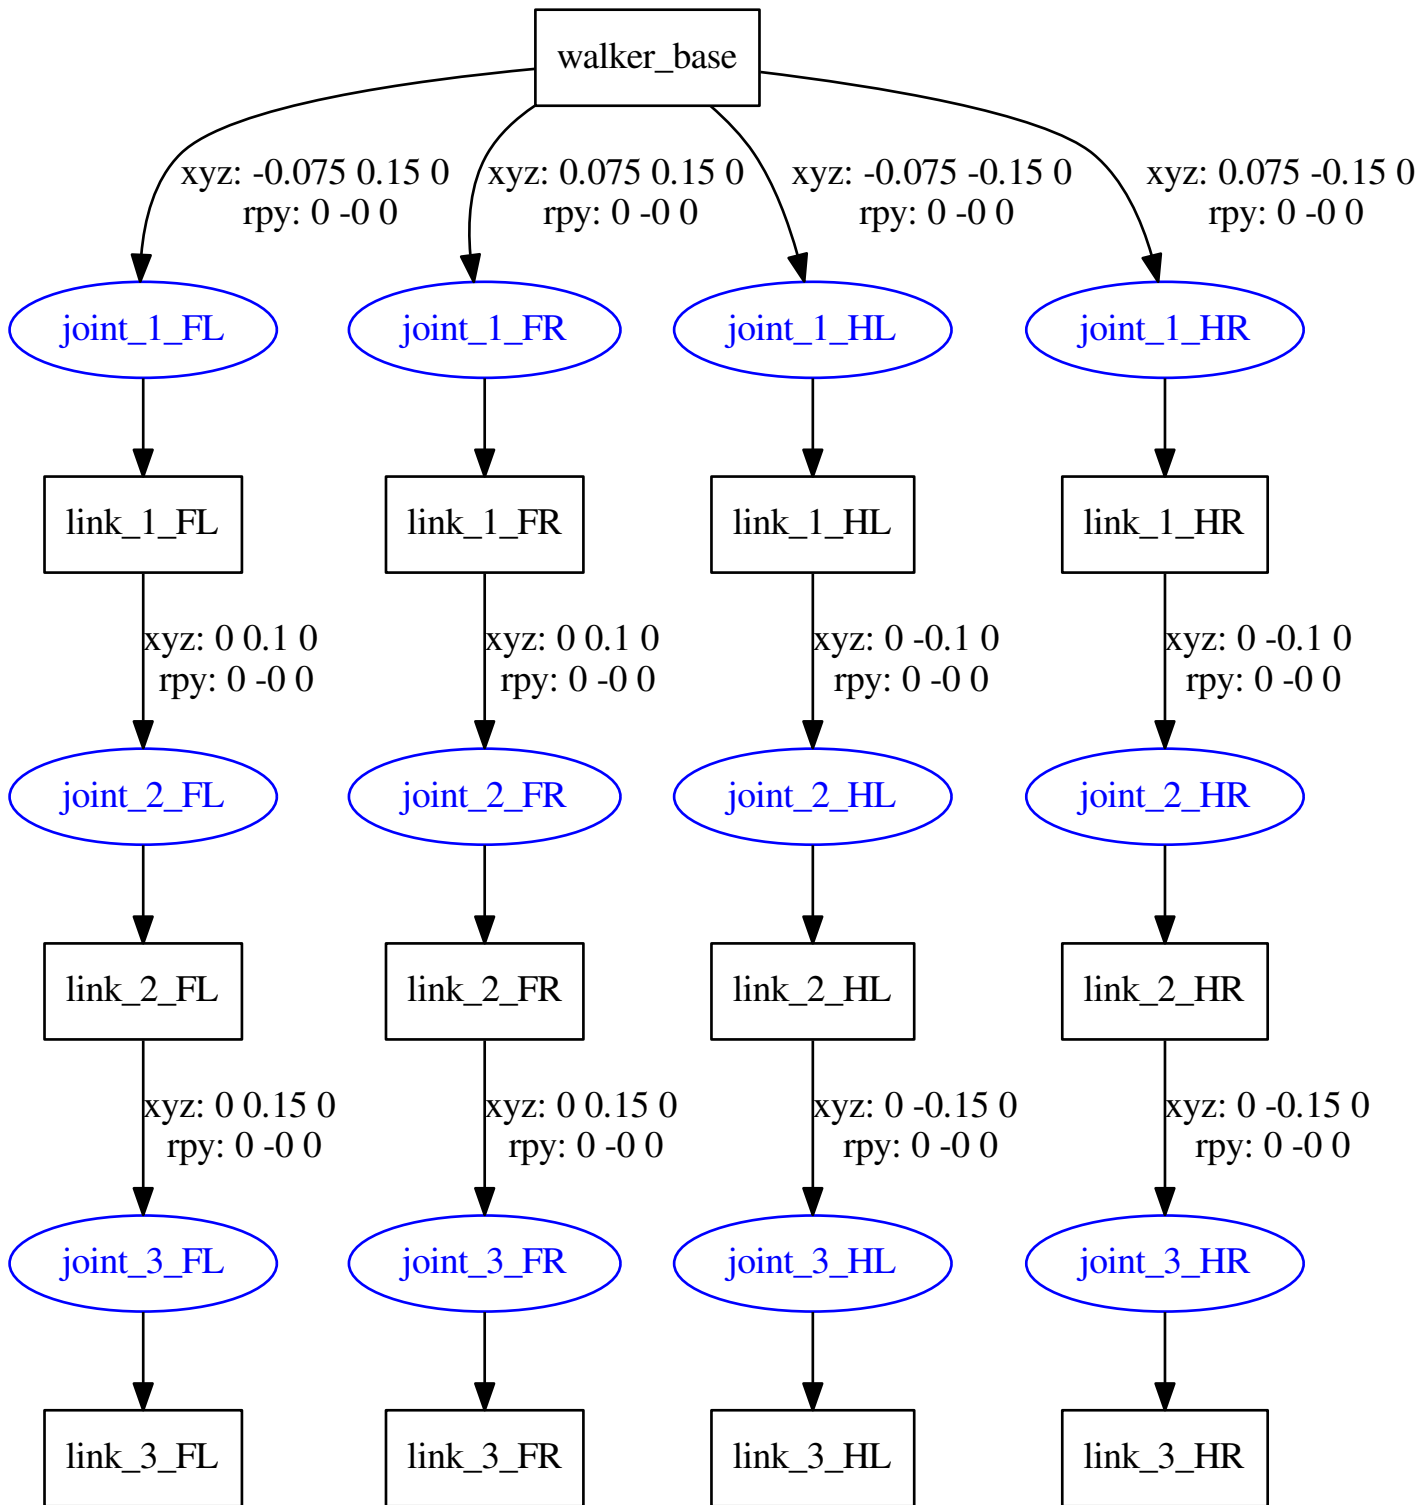 walker_base
xyz: -0.075 0.15 0
rpy: 0 -0 0
xyz: 0.075 0.15 0
rpy: 0 -0 0
xyz: -0.075 -0.15 0
rpy: 0 -0 0
xyz: 0.075 -0.15 0
rpy: 0 -0 0
joint_1_FL
joint_1_FR
joint_1_HL
joint_1_HR
link_1_FL
link_1_FR
link_1_HL
link_1_HR
xyz: 0 0.1 0
rpy: 0 -0 0
xyz: 0 0.1 0
rpy: 0 -0 0
xyz: 0 -0.1 0
rpy: 0 -0 0
xyz: 0 -0.1 0
rpy: 0 -0 0
joint_2_FL
joint_2_FR
joint_2_HL
joint_2_HR
link_2_FL
link_2_FR
link_2_HL
link_2_HR
xyz: 0 0.15 0
rpy: 0 -0 0
xyz: 0 0.15 0
rpy: 0 -0 0
xyz: 0 -0.15 0
rpy: 0 -0 0
xyz: 0 -0.15 0
rpy: 0 -0 0
joint_3_FL
joint_3_FR
joint_3_HL
joint_3_HR
link_3_FL
link_3_FR
link_3_HL
link_3_HR